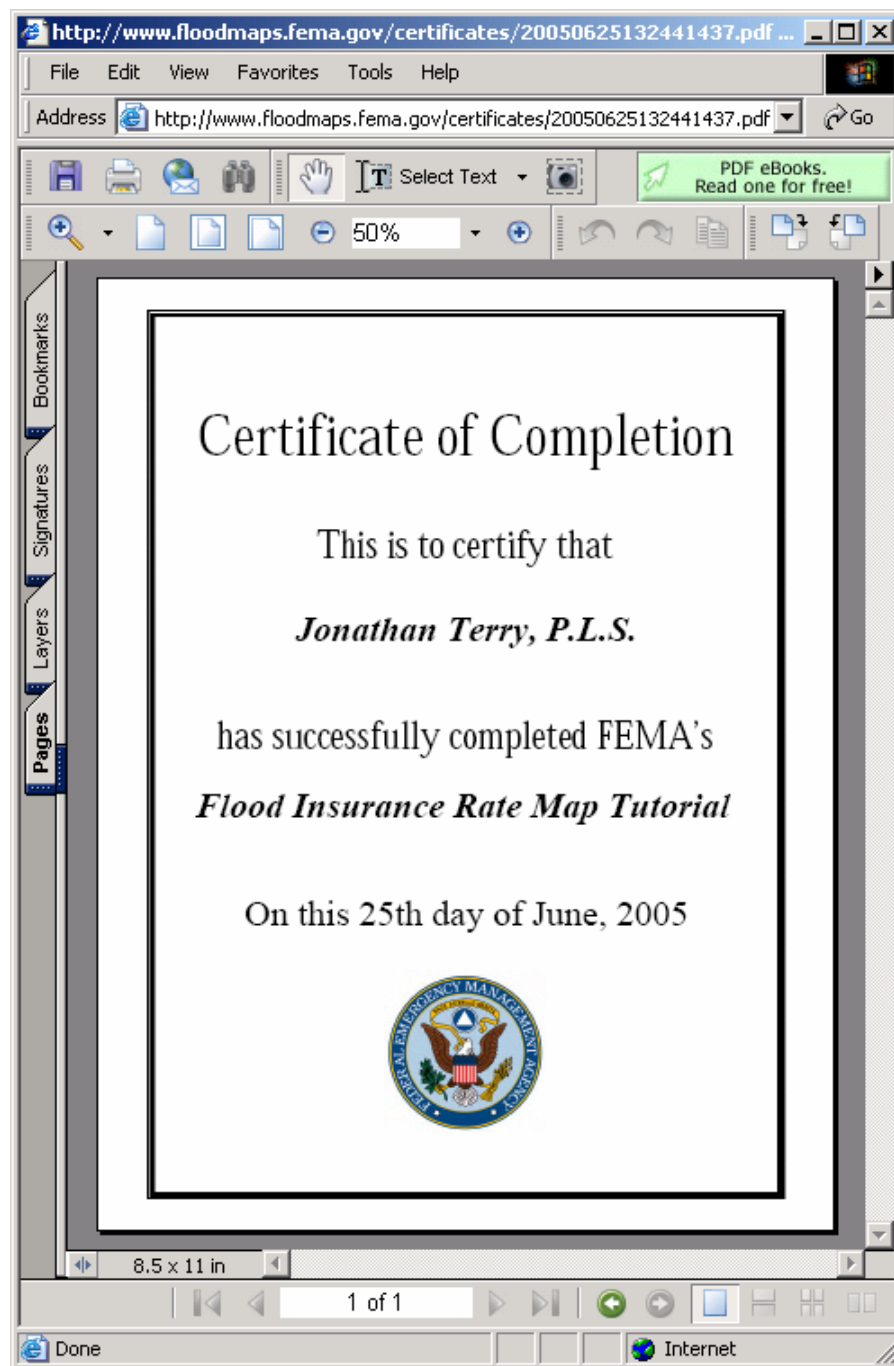 http://www.floodmaps.fema.gov/certificates/20050625132441437.pdf ...
File Edit View Favorites Tools Help
Address http://www.floodmaps.fema.gov/certificates/20050625132441437.pdf Go
Select Text
PDF eBooks.
Read one for free!
50%
Bookmarks
Signatures
Layers
Pages
Certificate of Completion
This is to certify that
Jonathan Terry, P.L.S.
has successfully completed FEMA's
Flood Insurance Rate Map Tutorial
On this 25th day of June, 2005
FEDERAL EMERGENCY MANAGEMENT AGENCY
8.5 x 11 in
1 of 1
Done Internet